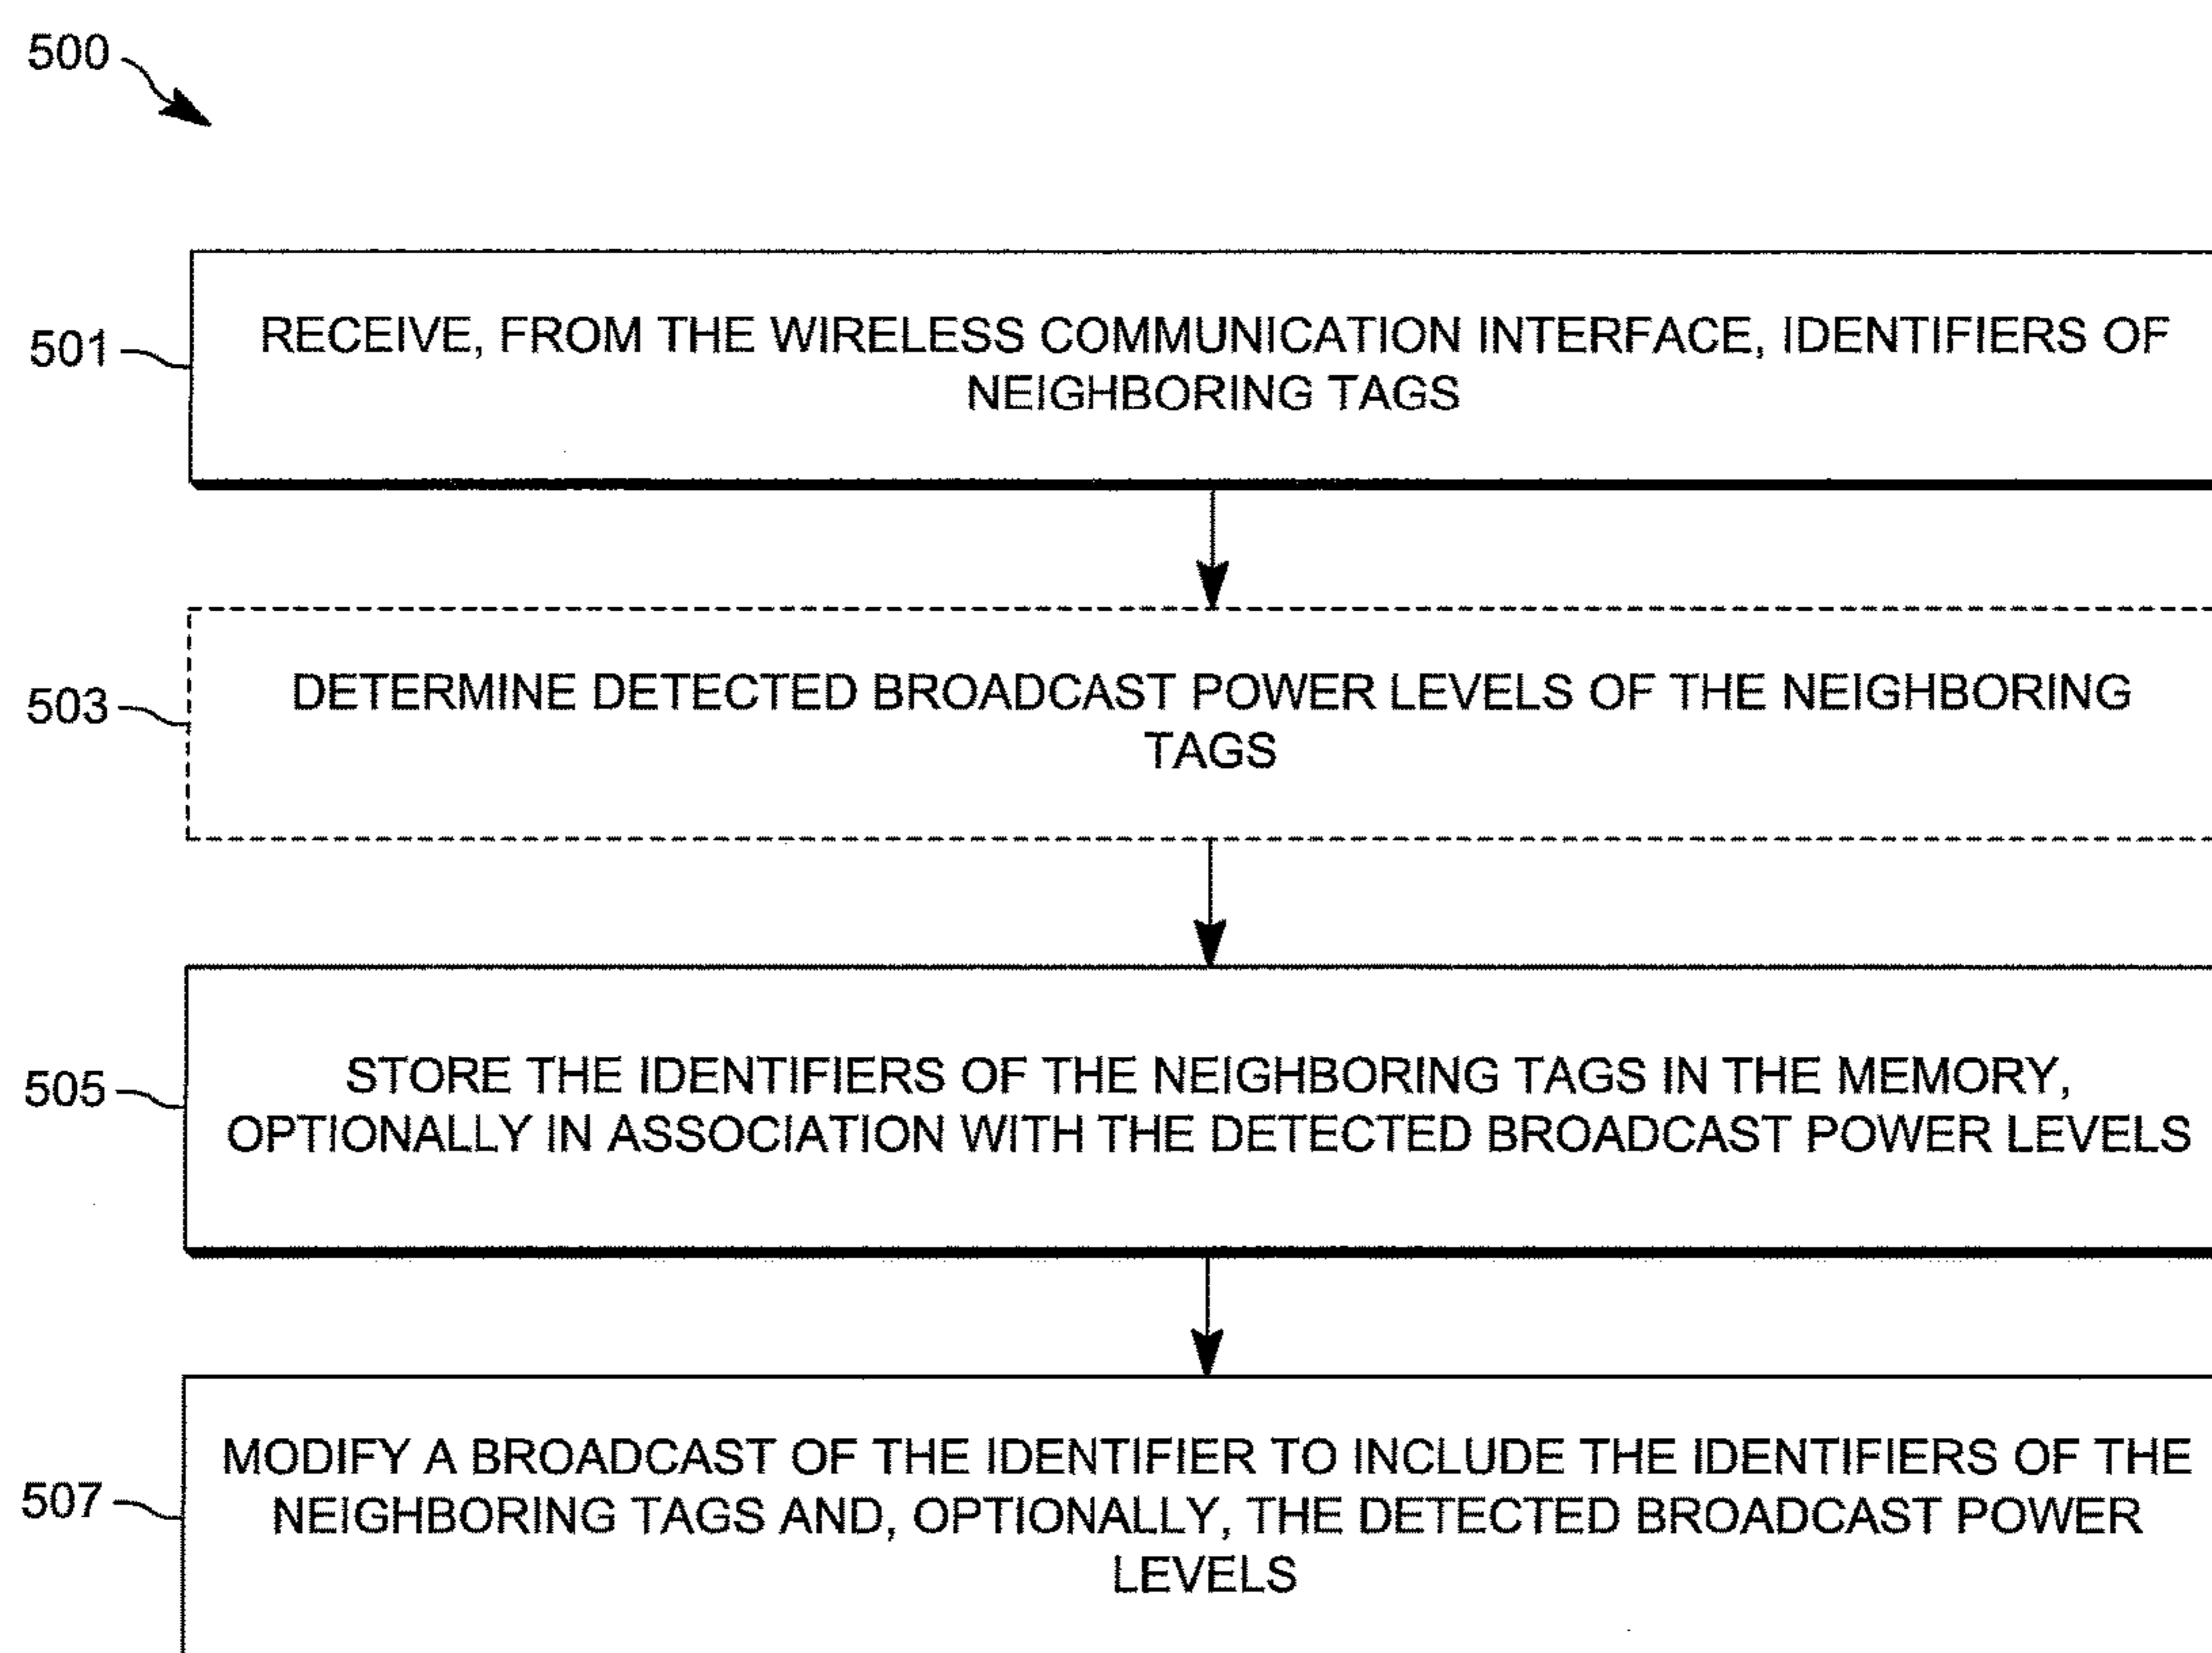 500
501
RECEIVE, FROM THE WIRELESS COMMUNICATION INTERFACE, IDENTIFIERS OF
NEIGHBORING TAGS
503
DETERMINE DETECTED BROADCAST POWER LEVELS OF THE NEIGHBORING
TAGS
505
STORE THE IDENTIFIERS OF THE NEIGHBORING TAGS IN THE MEMORY,
OPTIONALLY IN ASSOCIATION WITH THE DETECTED BROADCAST POWER LEVELS
507
MODIFY A BROADCAST OF THE IDENTIFIER TO INCLUDE THE IDENTIFIERS OF THE
NEIGHBORING TAGS AND, OPTIONALLY, THE DETECTED BROADCAST POWER
LEVELS